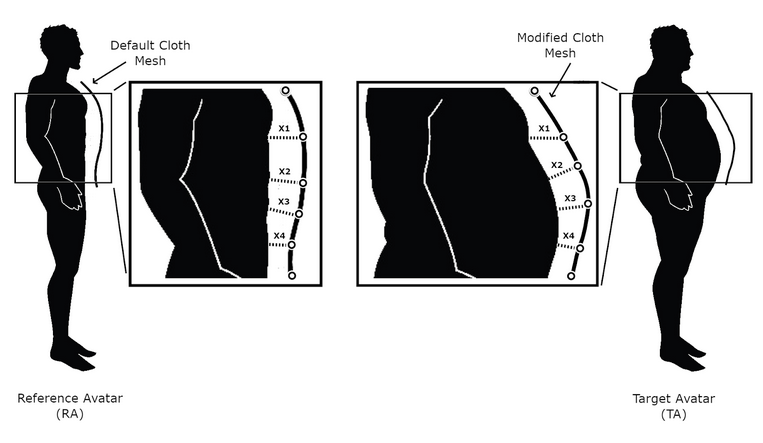 Default Cloth
Mesh
Modified Cloth
Mesh
X1
X2
X3
X4
X1
X2
X3
X4
Reference Avatar
(RA)
Target Avatar
(TA)